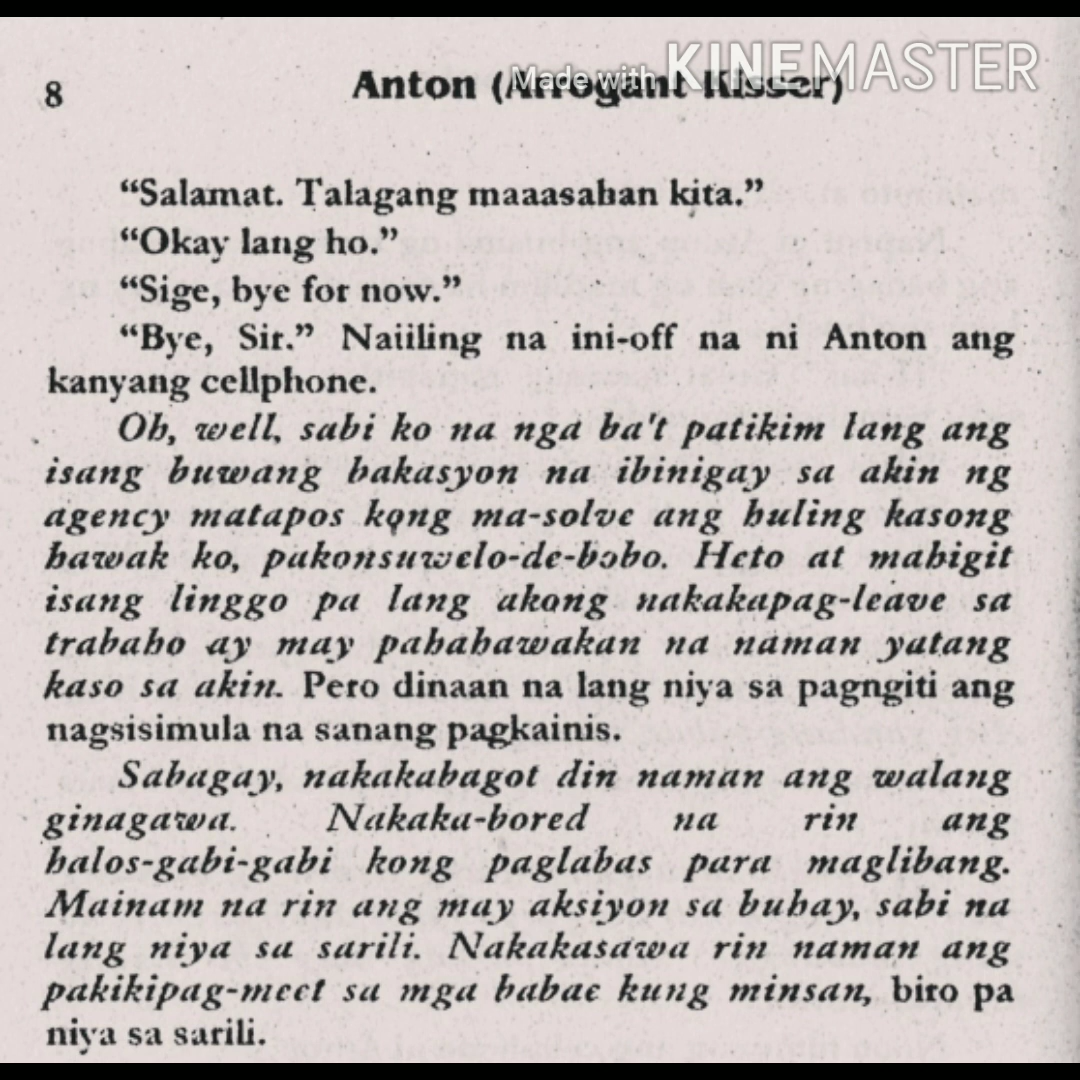 8
Anton (Arrogant Kisser)
Made with KINEMASTER
“Salamat. Talagang maaasahan kita.”
“Okay lang ho.”
“Sige, bye for now.”
“Bye, Sir.” Naiiling na ini-off na ni Anton ang
kanyang cellphone.
Oh, well, sabi ko na nga ba't patikim lang ang
isang buwang bakasyon na ibinigay sa akin ng
agency matapos kong ma-solve ang huling kasong
hawak ko, pakonsuwelo-de-bobo. Heto at mahigit
isang linggo pa lang akong nakakapag-leave sa
trabaho ay may pahahawakan na naman yatang
kaso sa akin. Pero dinaan na lang niya sa pagngiti ang
nagsisimula na sanang pagkainis.
Sabagay, nakakabagot din naman ang walang
ginagawa. Nakaka-bored na rin ang
halos-gabi-gabi kong paglabas para maglibang.
Mainam na rin ang may aksiyon sa buhay, sabi na
lang niya sa sarili. Nakakasawa rin naman ang
pakikipag-meet sa mga babae kung minsan, biro pa
niya sa sarili.